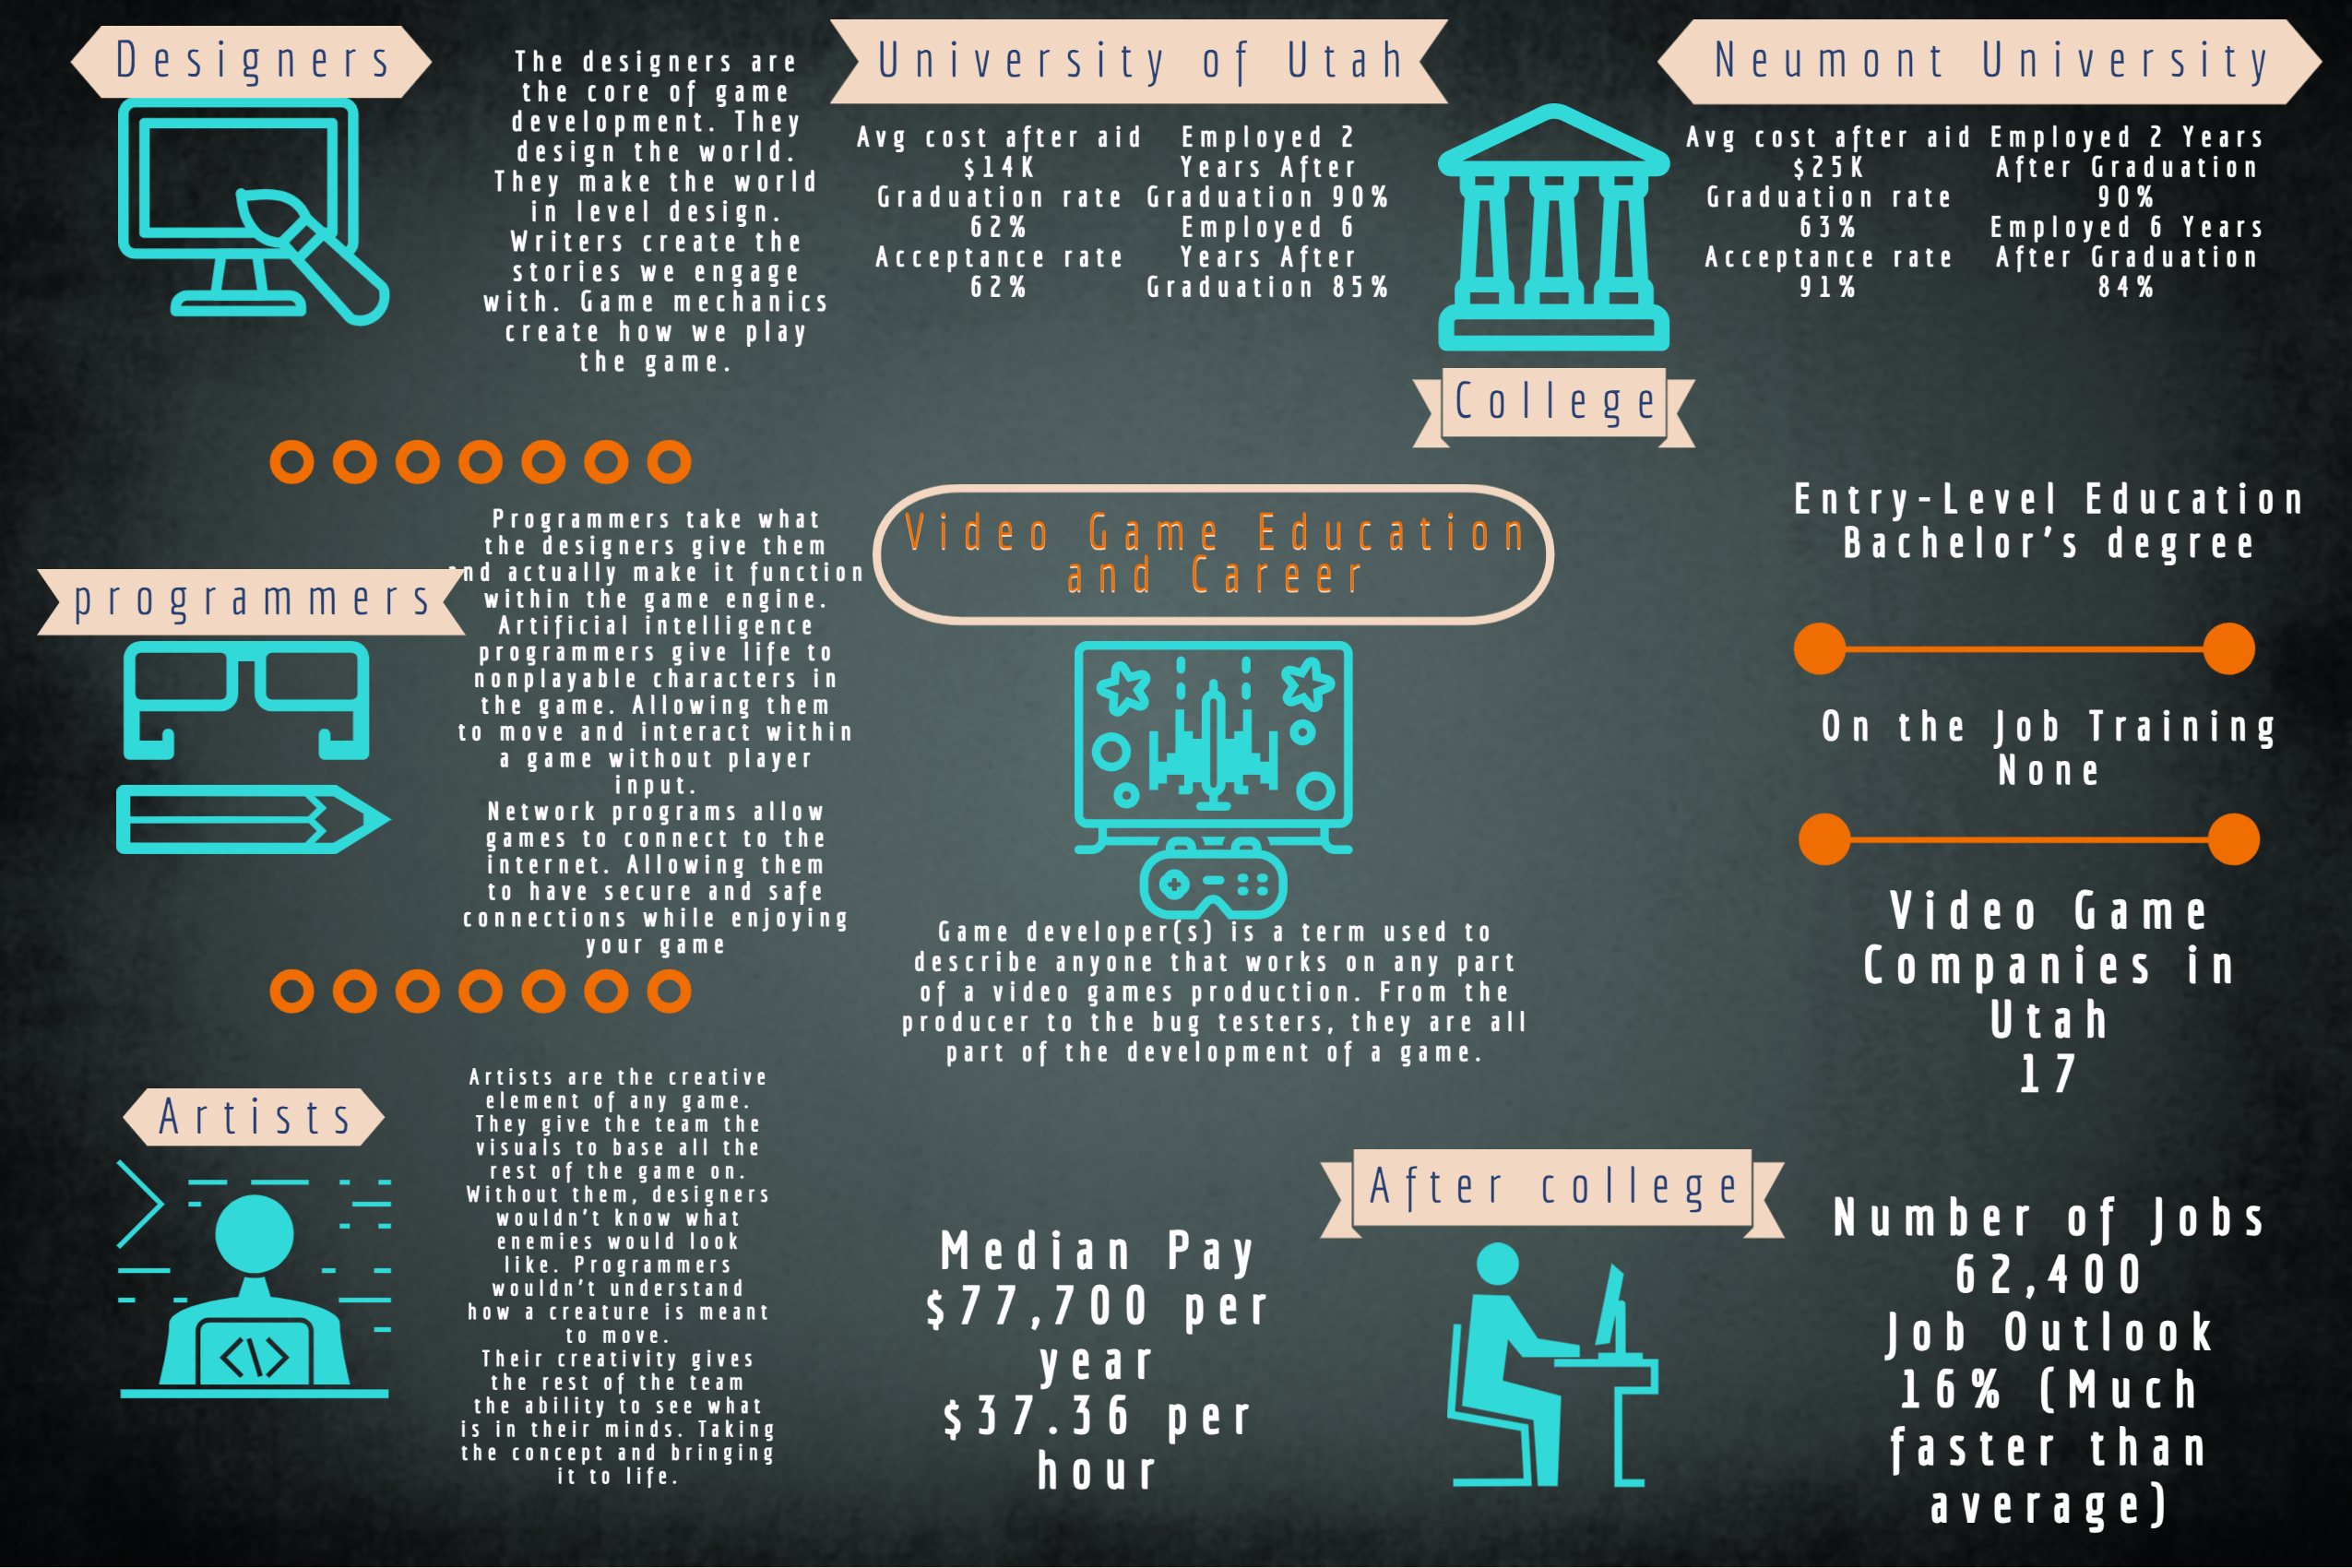 Designers
The designers are
the core of game
development. They
design the world.
They make the world
in level design.
Writers create the
stories we engage
with. Game mechanics
create how we play
the game.
University of Utah
Avg cost after aid
$14K
Graduation rate
62%
Acceptance rate
62%
Employed 2
Years After
Graduation 90%
Employed 6
Years After
Graduation 85%
College
Neumont University
Avg cost after aid
$25K
Graduation rate
63%
Acceptance rate
91%
Employed 2 Years
After Graduation
90%
Employed 6 Years
After Graduation
84%
programmers
Programmers take what
the designers give them
and actually make it function
within the game engine.
Artificial intelligence
programmers give life to
nonplayable characters in
the game. Allowing them
to move and interact within
a game without player
input.
Network programs allow
games to connect to the
internet. Allowing them
to have secure and safe
connections while enjoying
your game
Video Game Education
and Career
Game developer(s) is a term used to
describe anyone that works on any part
of a video games production. From the
producer to the bug testers, they are all
part of the development of a game.
Entry-Level Education
Bachelor's degree
On the Job Training
None
Video Game
Companies in
Utah
17
Artists
Artists are the creative
element of any game.
They give the team the
visuals to base all the
rest of the game on.
Without them, designers
wouldn't know what
enemies would look
like. Programmers
wouldn't understand
how a creature is meant
to move.
Their creativity gives
the rest of the team
the ability to see what
is in their minds. Taking
the concept and bringing
it to life.
After college
Median Pay
$77,700 per
year
$37.36 per
hour
Number of Jobs
62,400
Job Outlook
16% (Much
faster than
average)